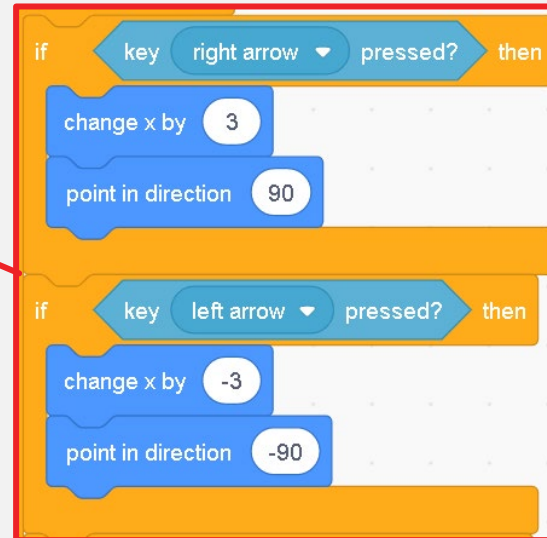 if key right arrow pressed? then
change x by 3
point in direction 90
if key left arrow pressed? then
change x by -3
point in direction -90